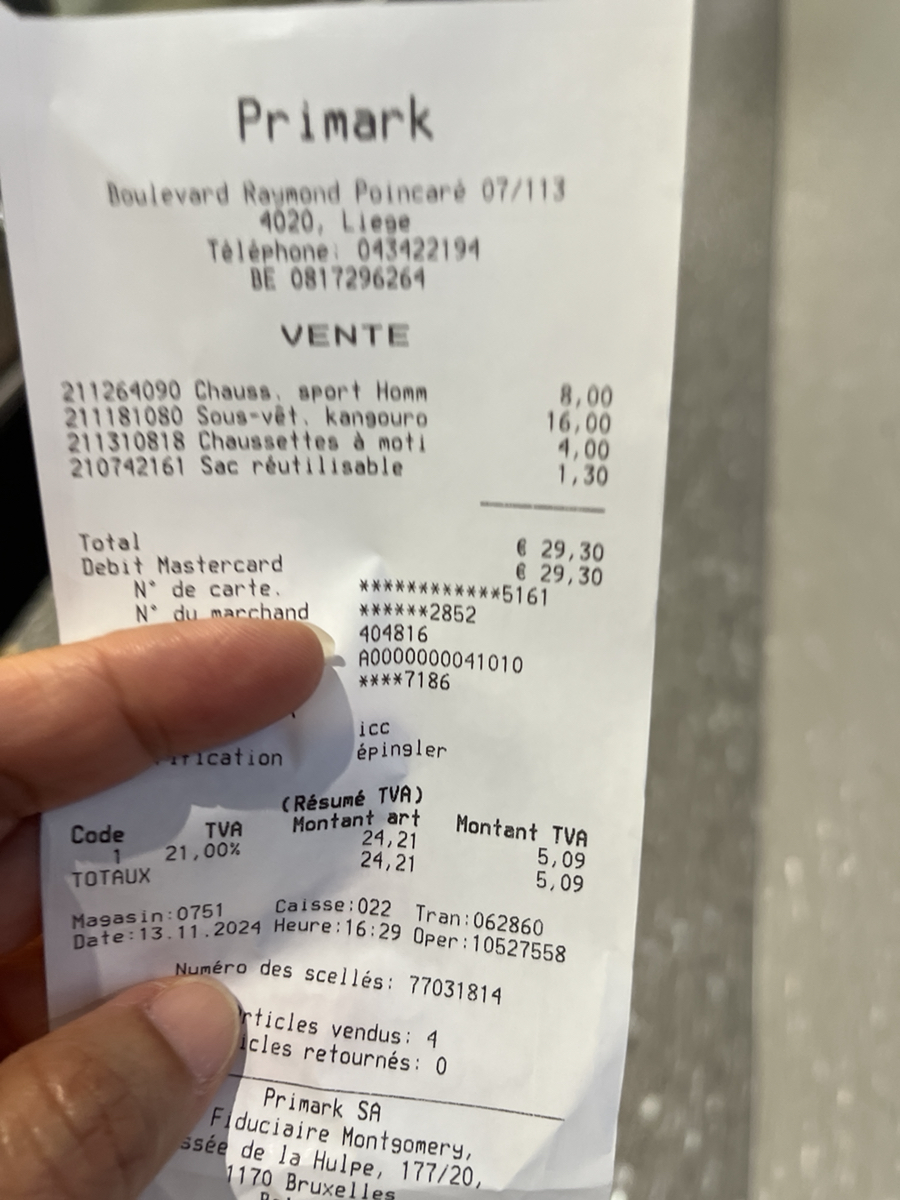 Primark
Boulevard Raymond Poincaré 07/113
4020, Liege
Téléphone: 043422194
BE 0817296264
VENTE
211264090 Chauss. sport Homm 8,00
211181080 Sous-vêt. kangouro 16,00
211310818 Chaussettes à moti 4,00
210742161 Sac réutilisable 1,30
Total € 29,30
Debit Mastercard € 29,30
N° de carte. ************5161
N° du marchand ******2852
404816
A0000000041010
****7186
icc
ification épingler
(Résumé TVA)
Code TVA Montant art Montant TVA
1 21,00% 24,21 5,09
TOTAUX 24,21 5,09
Magasin:0751 Caisse:022 Tran:062860
Date:13.11.2024 Heure:16:29 Oper:10527558
Numéro des scellés: 77031814
rticles vendus: 4
icles retournés: 0
Primark SA
Fiduciaire Montgomery,
ssée de la Hulpe, 177/20,
1170 Bruxelles